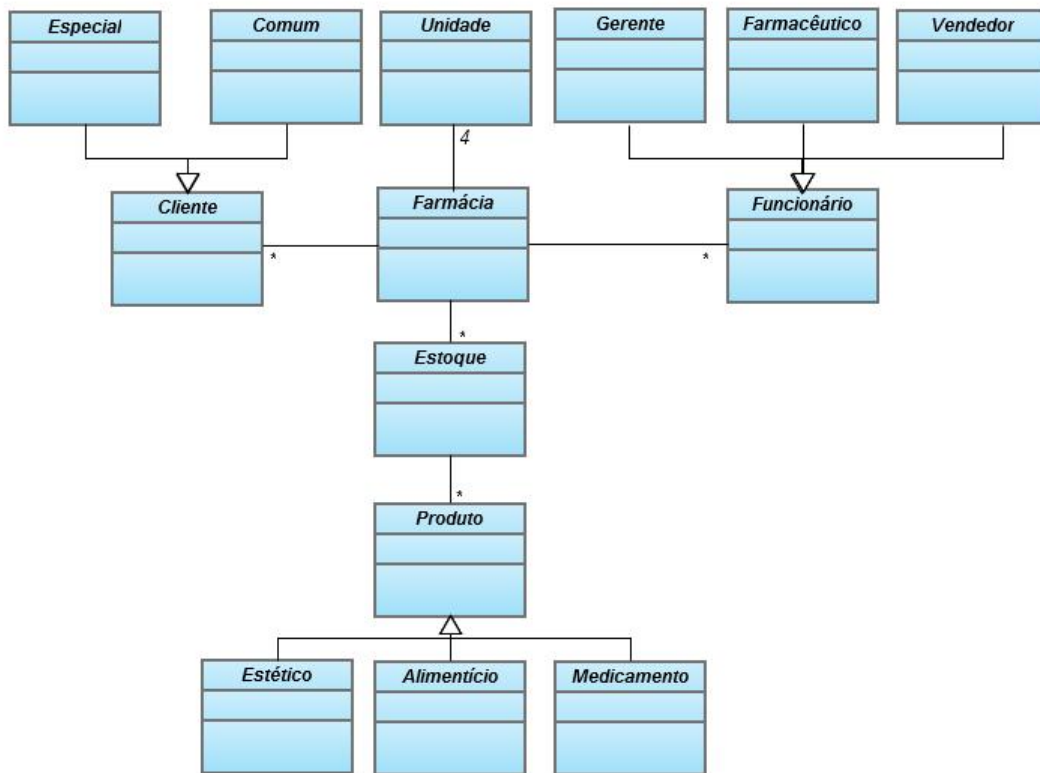 Especial
Comum
Unidade
Gerente
Farmacêutico
Vendedor
4
Cliente
Farmácia
Funcionário
*
*
*
Estoque
*
Produto
Estético
Alimentício
Medicamento